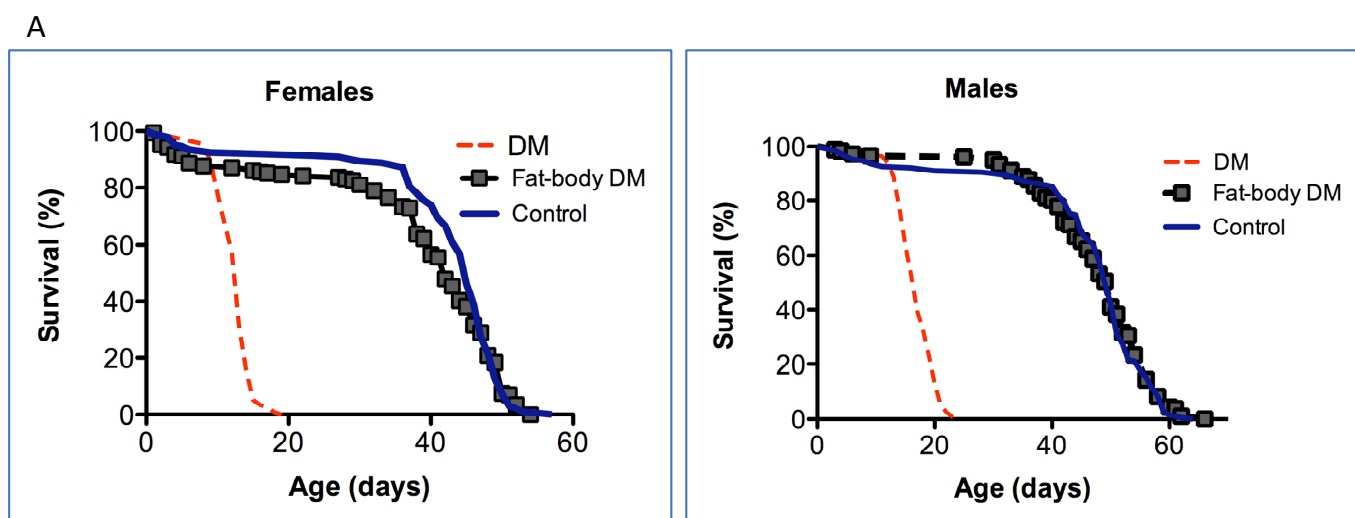 A
Females
100
80
60
40
20
0
0 20 40 60
Survival (%)
Age (days)
DM
Fat-body DM
Control
Males
100
80
60
40
20
0
0 20 40 60
Survival (%)
Age (days)
DM
Fat-body DM
Control